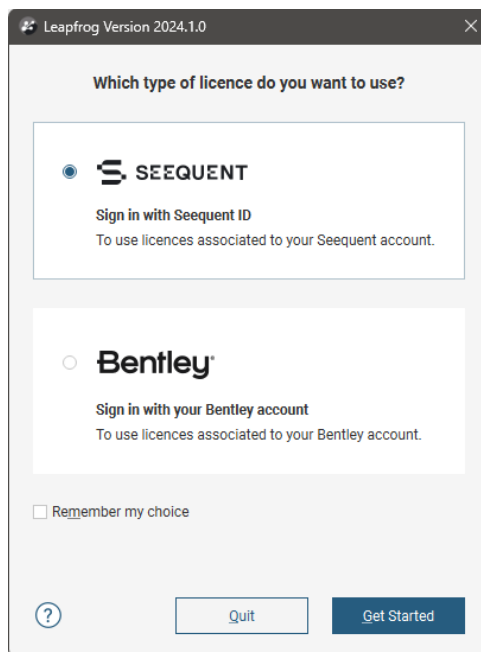 Leapfrog Version 2024.1.0
Which type of licence do you want to use?
SEEQUENT
Sign in with Seequent ID
To use licences associated to your Seequent account.
Bentley
Sign in with your Bentley account
To use licences associated to your Bentley account.
Remember my choice
?
Quit
Get Started